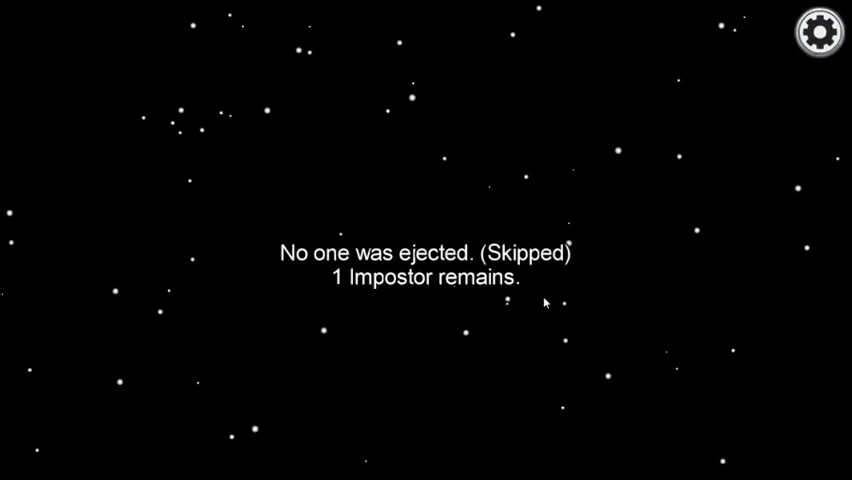 No one was ejected. (Skipped)
1 Impostor remains.